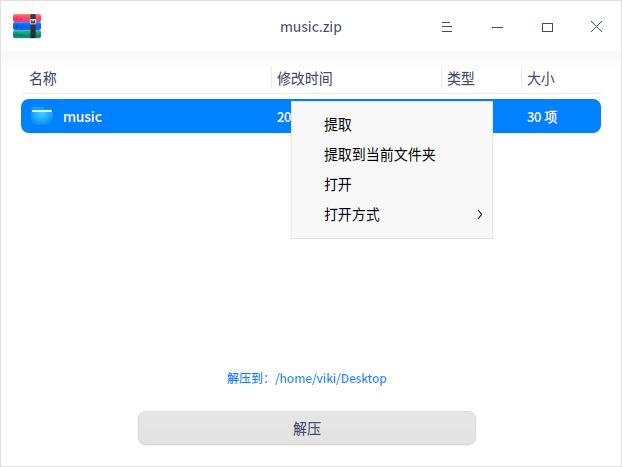 music.zip
名称 修改时间 类型 大小
music 20 30 项
提取
提取到当前文件夹
打开
打开方式
解压到：/home/viki/Desktop
解压